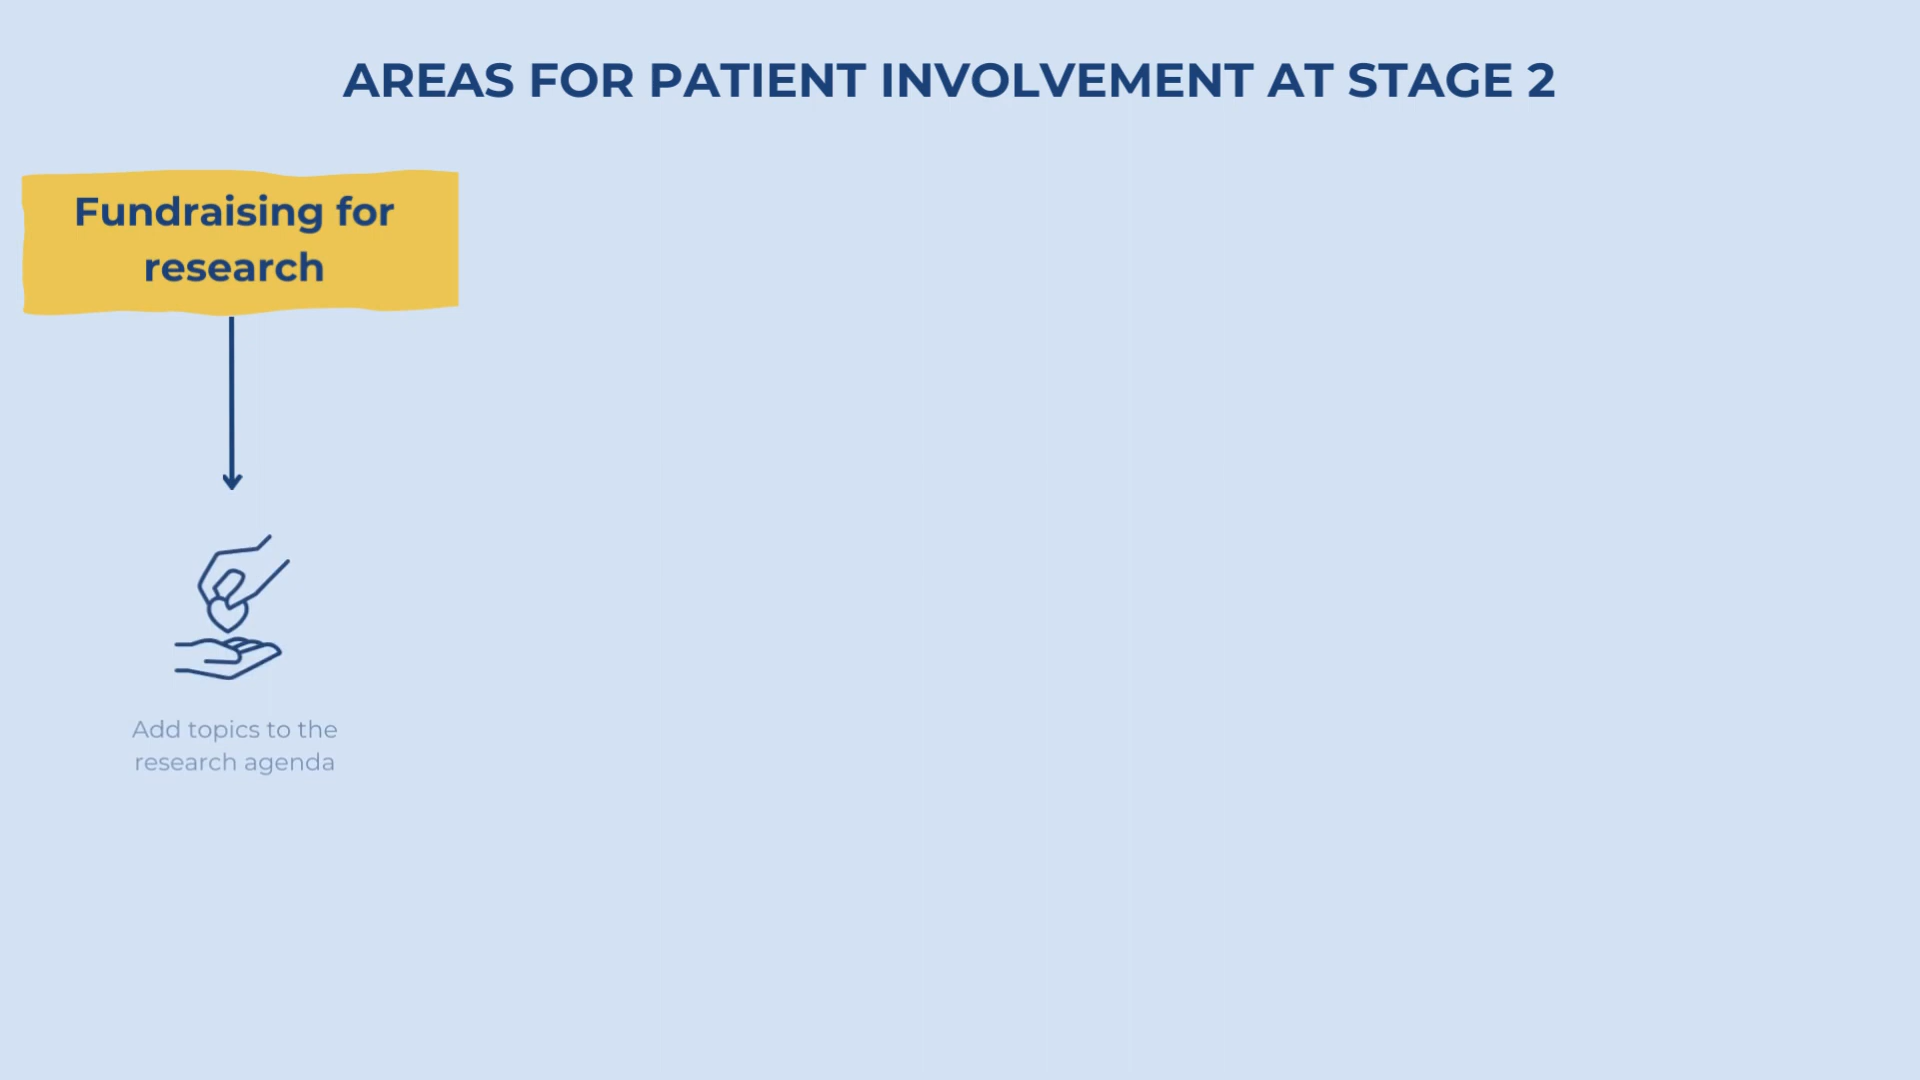 AREAS FOR PATIENT INVOLVEMENT AT STAGE 2
Fundraising for
research
Add topics to the
research agenda